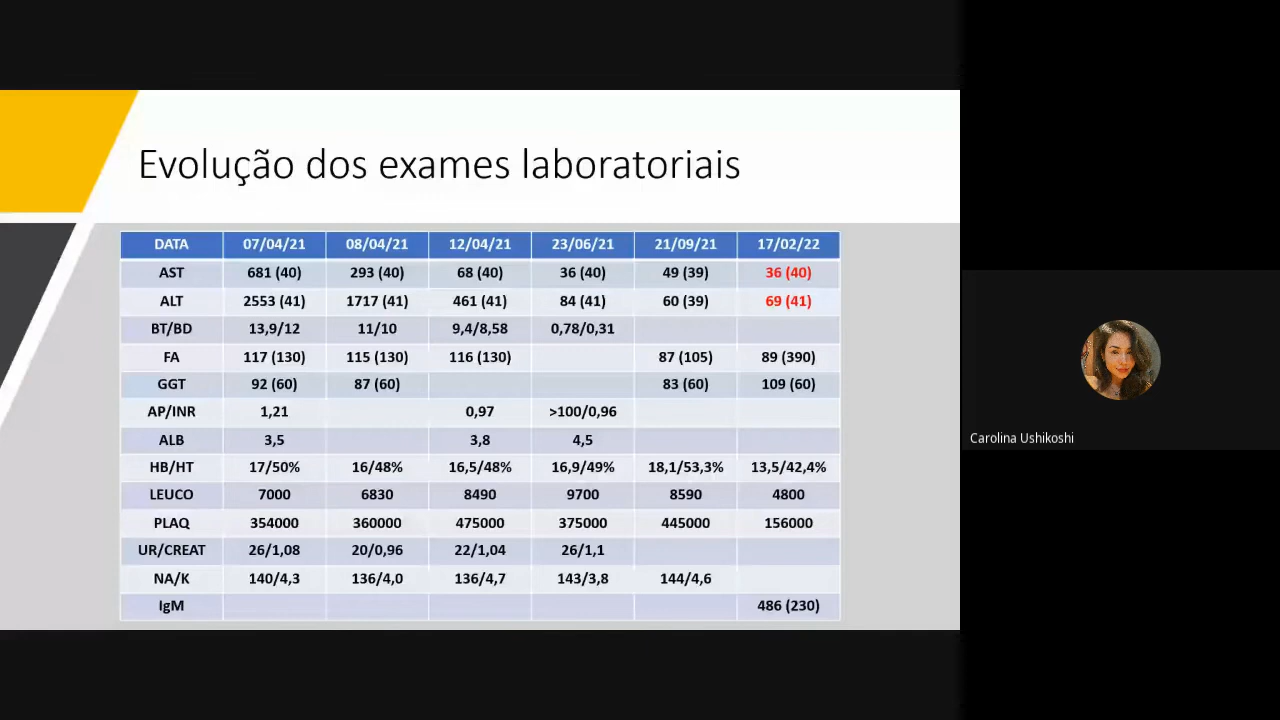 Evolução dos exames laboratoriais
DATA 07/04/21 08/04/21 12/04/21 23/06/21 21/09/21 17/02/22
AST 681 (40) 293 (40) 68 (40) 36 (40) 49 (39) 36 (40)
ALT 2553 (41) 1717 (41) 461 (41) 84 (41) 60 (39) 69 (41)
BT/BD 13,9/12 11/10 9,4/8,58 0,78/0,31
FA 117 (130) 115 (130) 116 (130) 87 (105) 89 (390)
GGT 92 (60) 87 (60) 83 (60) 109 (60)
AP/INR 1,21 0,97 >100/0,96
ALB 3,5 3,8 4,5
HB/HT 17/50% 16/48% 16,5/48% 16,9/49% 18,1/53,3% 13,5/42,4%
LEUCO 7000 6830 8490 9700 8590 4800
PLAQ 354000 360000 475000 375000 445000 156000
UR/CREAT 26/1,08 20/0,96 22/1,04 26/1,1
NA/K 140/4,3 136/4,0 136/4,7 143/3,8 144/4,6
IgM 486 (230)
Carolina Ushikoshi